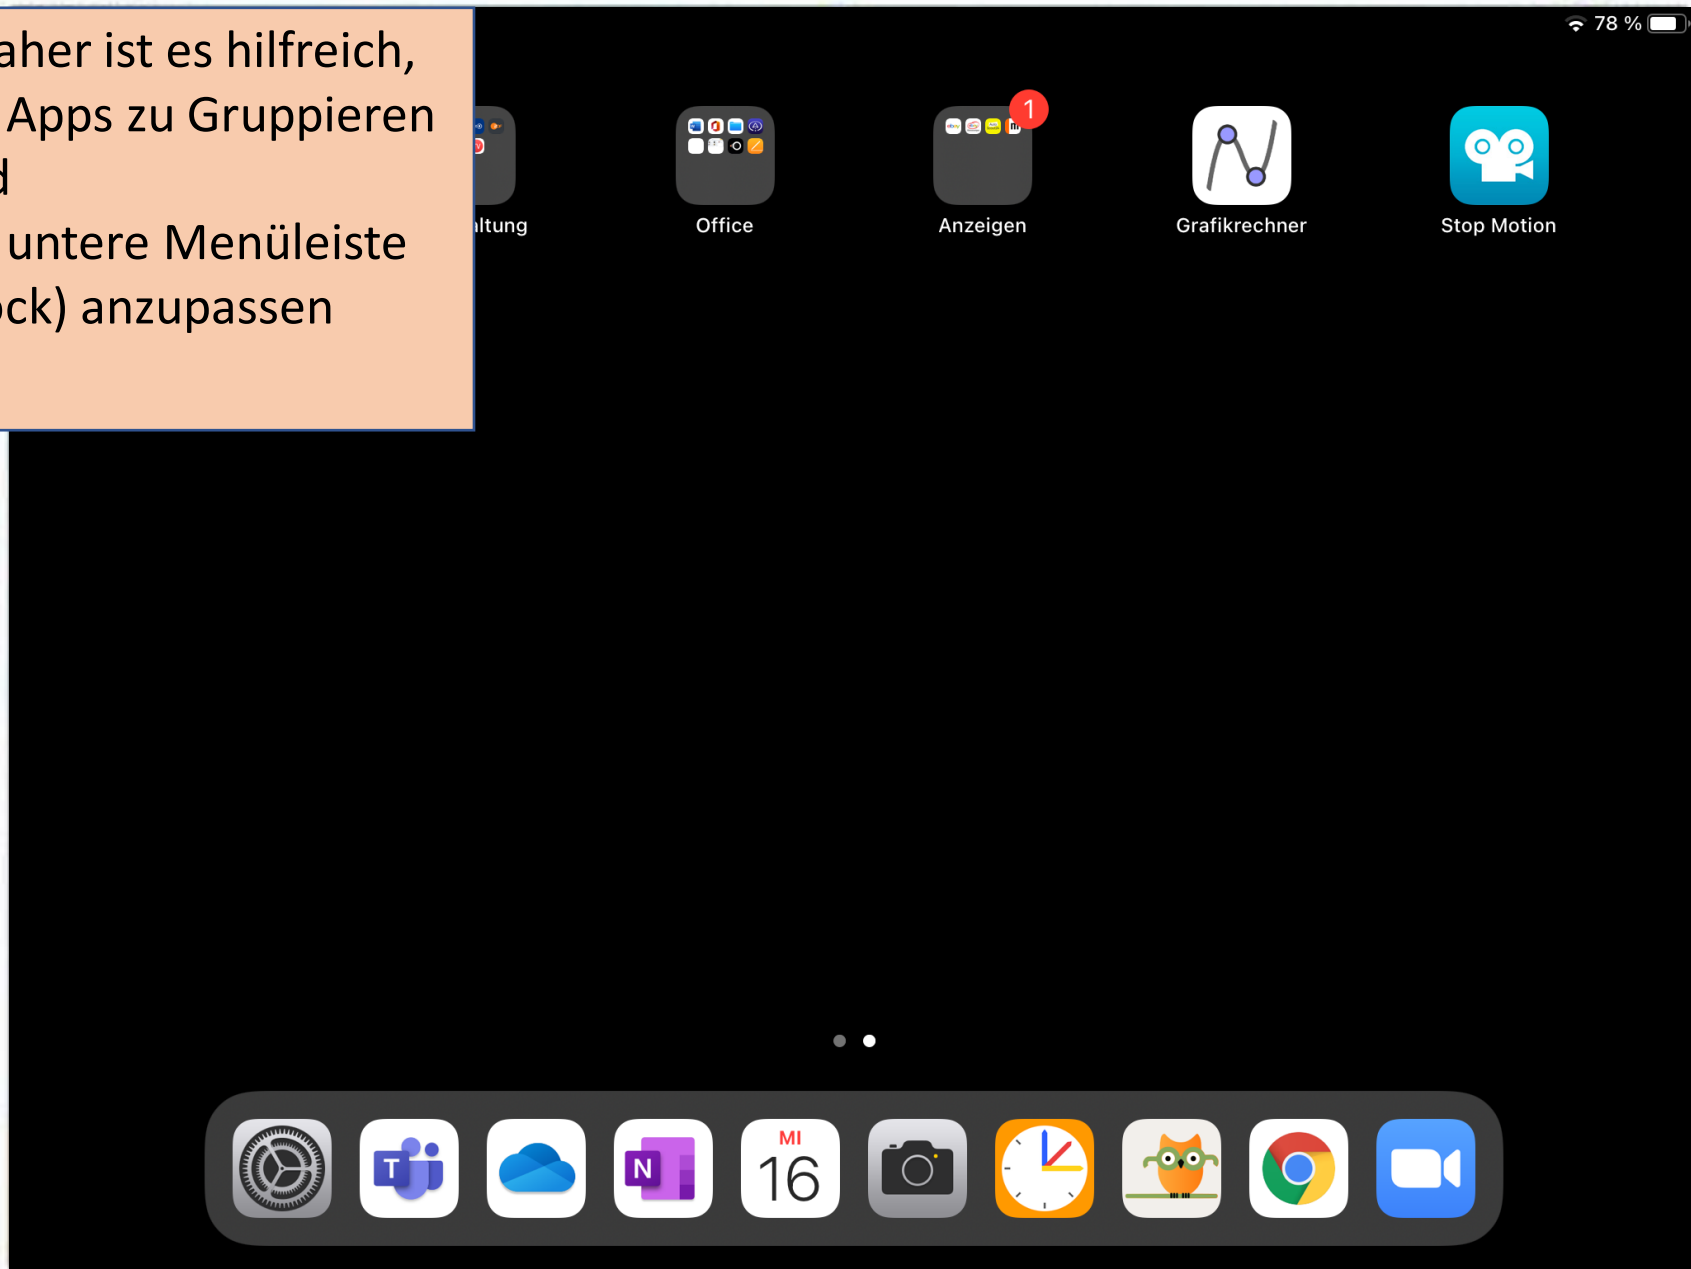 aher ist es hilfreich,
Apps zu Gruppieren
d
untere Menüleiste
ock) anzupassen
78 %
1
ltung
Office
Anzeigen
Grafikrechner
Stop Motion
T
N
MI
16